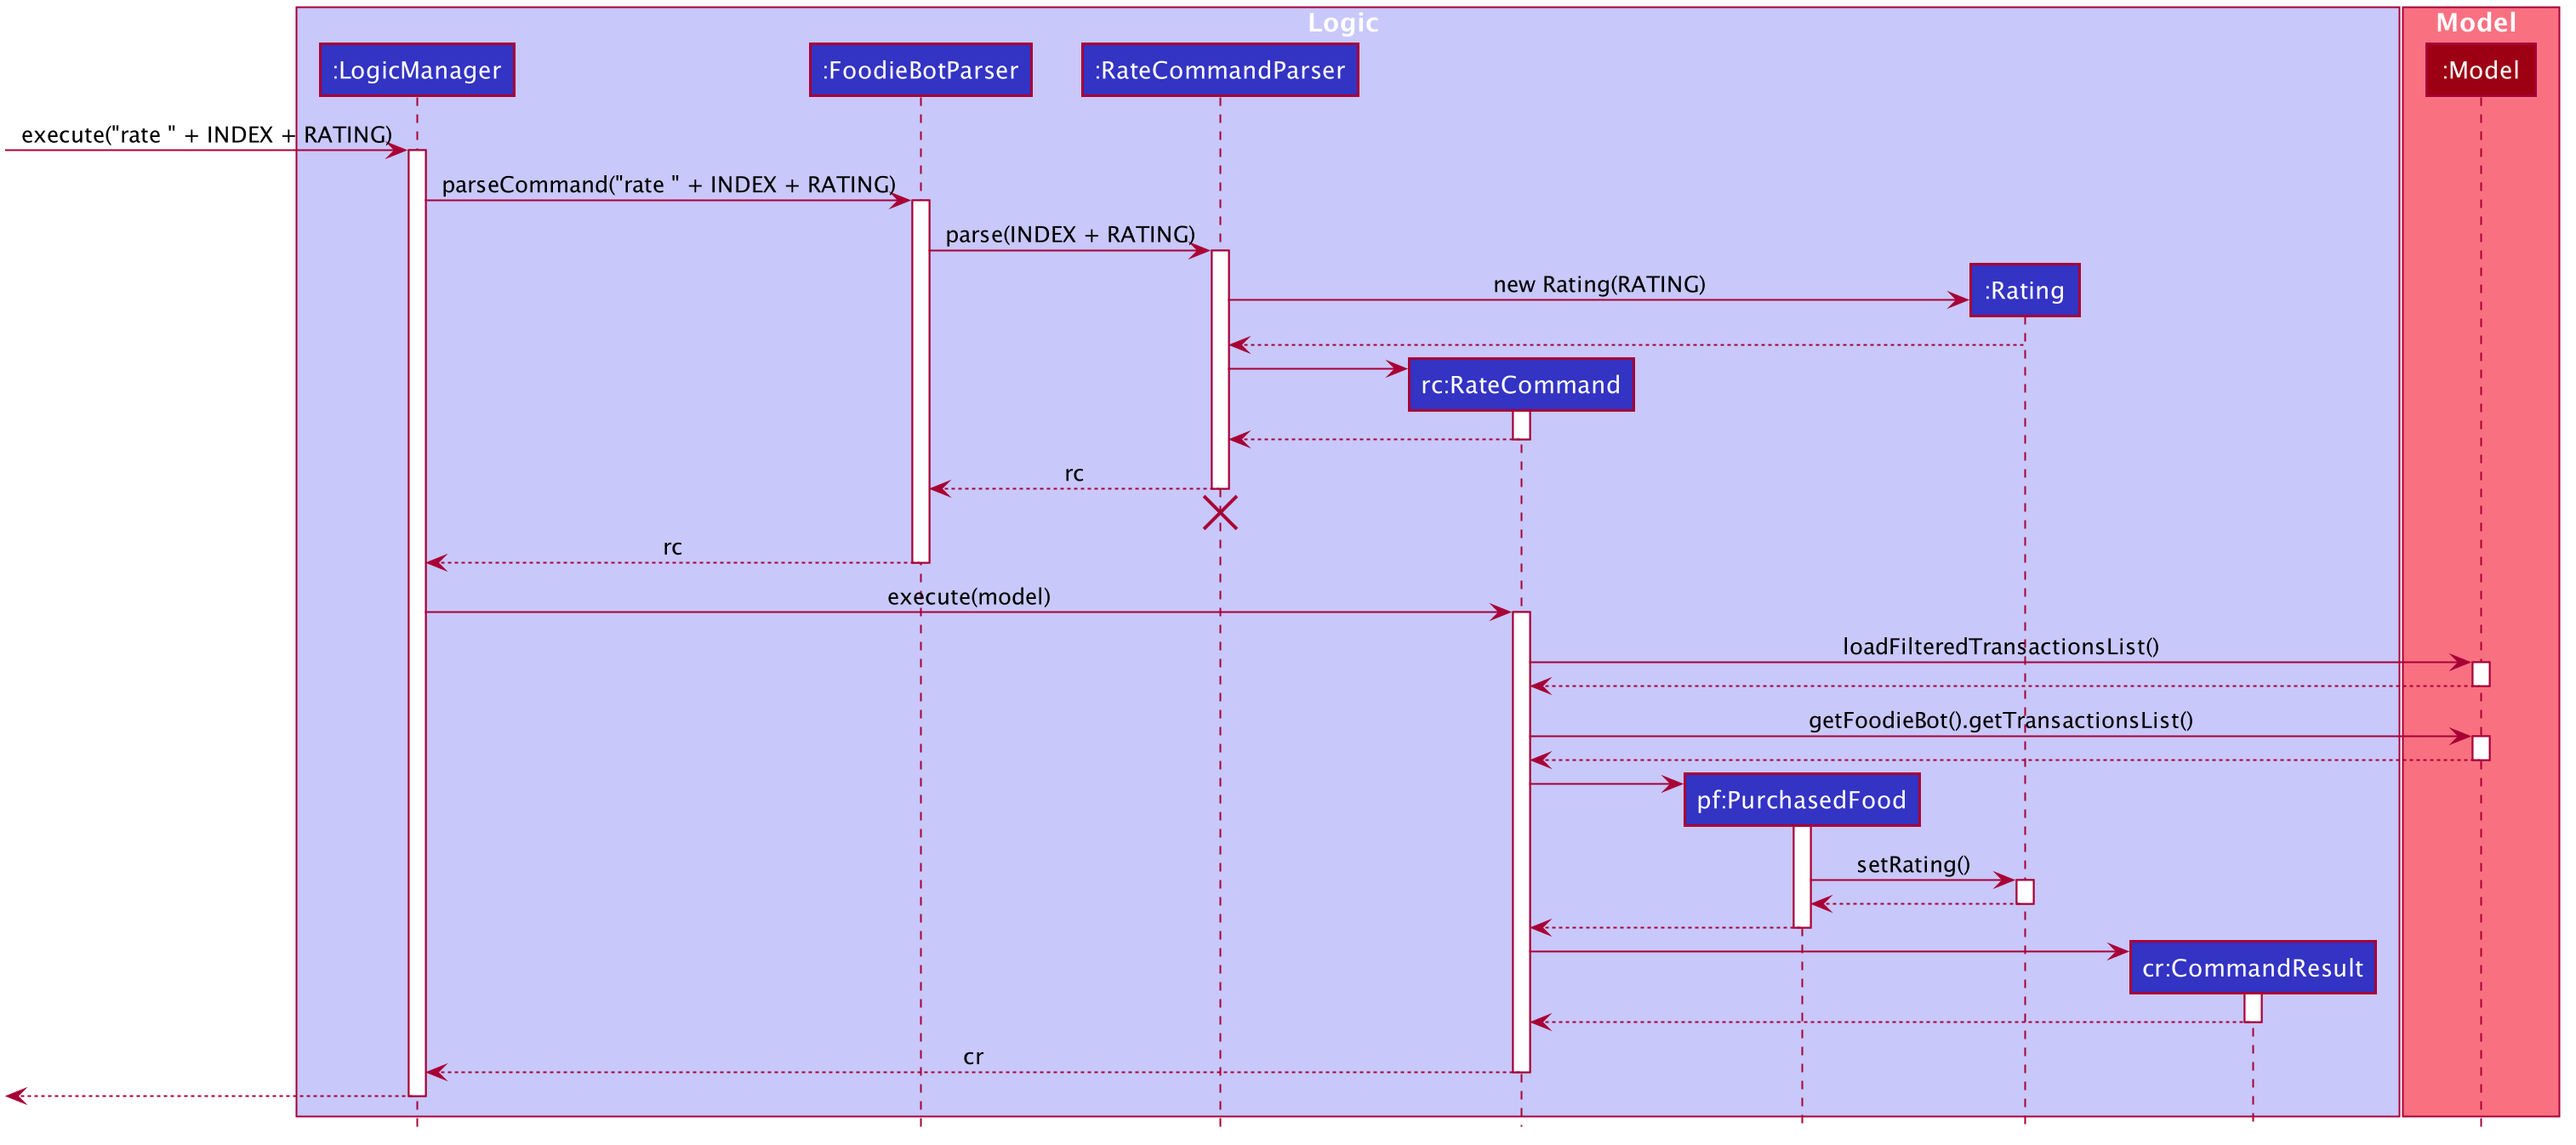 Logic
Model
:LogicManager
:FoodieBotParser
:RateCommandParser
:Model
execute("rate " + INDEX + RATING)
parseCommand("rate " + INDEX + RATING)
parse(INDEX + RATING)
new Rating(RATING)
:Rating
rc:RateCommand
rc
rc
execute(model)
loadFilteredTransactionsList()
getFoodieBot().getTransactionsList()
pf:PurchasedFood
setRating()
cr:CommandResult
cr